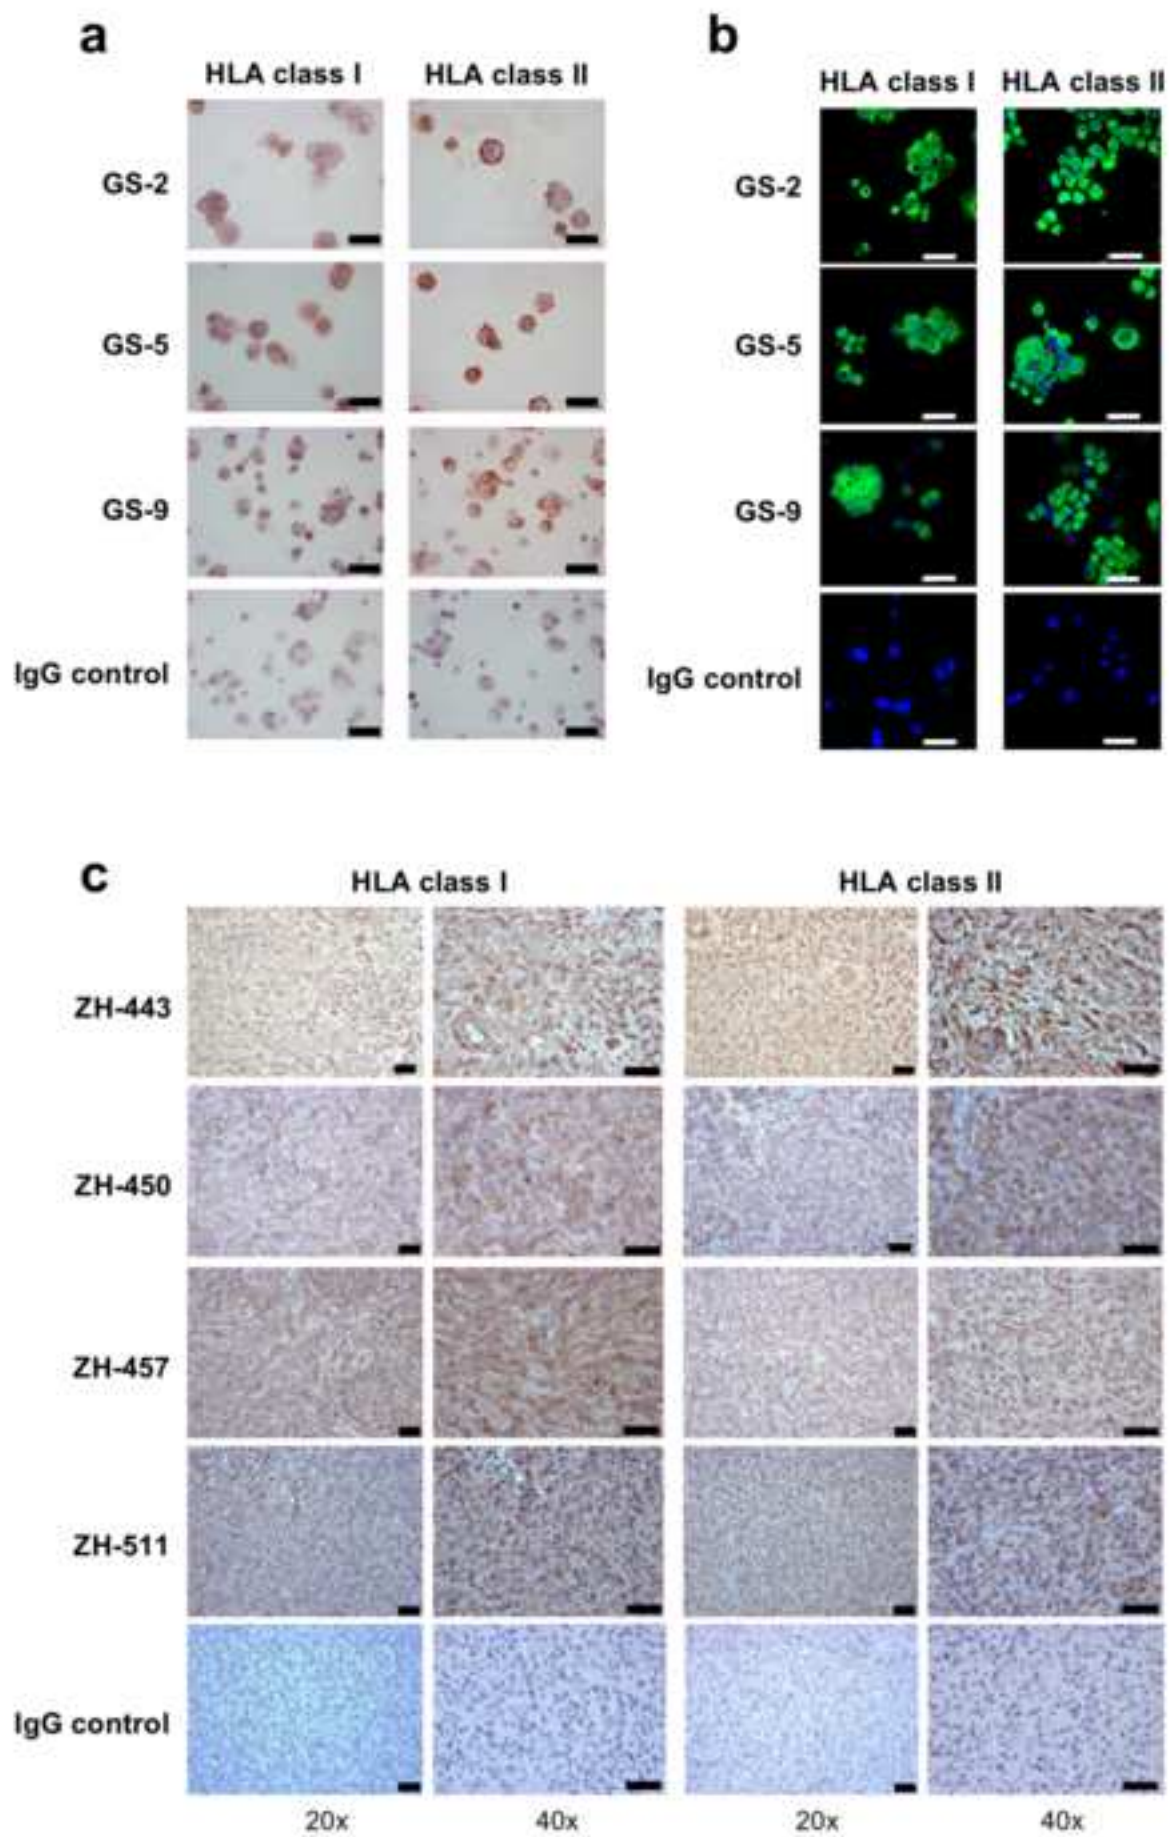 a
HLA class I HLA class II
GS-2
GS-5
GS-9
IgG control
b
HLA class I HLA class II
GS-2
GS-5
GS-9
IgG control
c
HLA class I HLA class II
ZH-443
ZH-450
ZH-457
ZH-511
IgG control
20x 40x 20x 40x